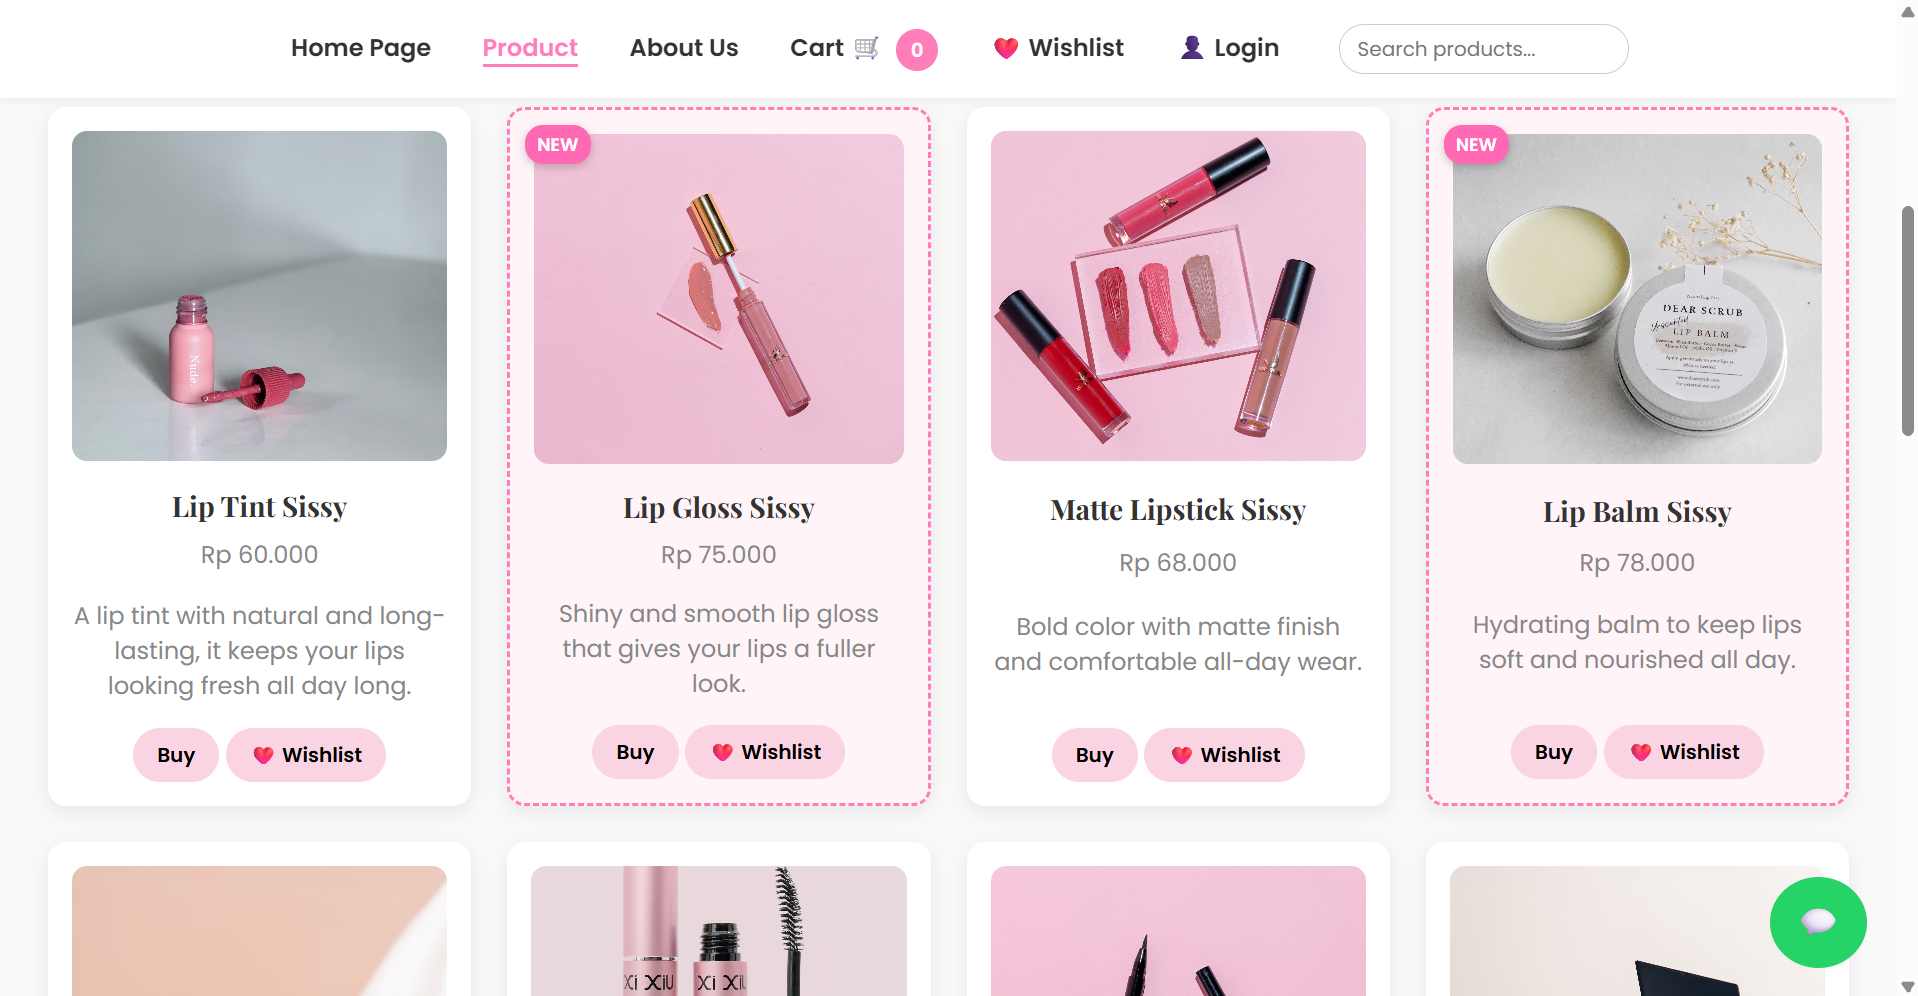 Home Page
Product
About Us
Cart
0
Wishlist
Login
Search products...
Nude.
NEW
NEW
DEAR SCRUB
Unscented
LIP BALM
Lip Tint Sissy
Rp 60.000
A lip tint with natural and long-
lasting, it keeps your lips
looking fresh all day long.
Buy
Wishlist
Lip Gloss Sissy
Rp 75.000
Shiny and smooth lip gloss
that gives your lips a fuller
look.
Buy
Wishlist
Matte Lipstick Sissy
Rp 68.000
Bold color with matte finish
and comfortable all-day wear.
Buy
Wishlist
Lip Balm Sissy
Rp 78.000
Hydrating balm to keep lips
soft and nourished all day.
Buy
Wishlist
Xi XiU
Xi XiU